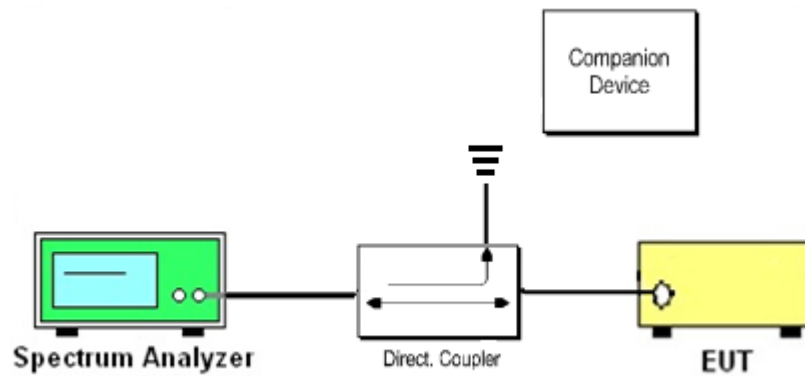 Companion
Device
Spectrum Analyzer
Direct. Coupler
EUT